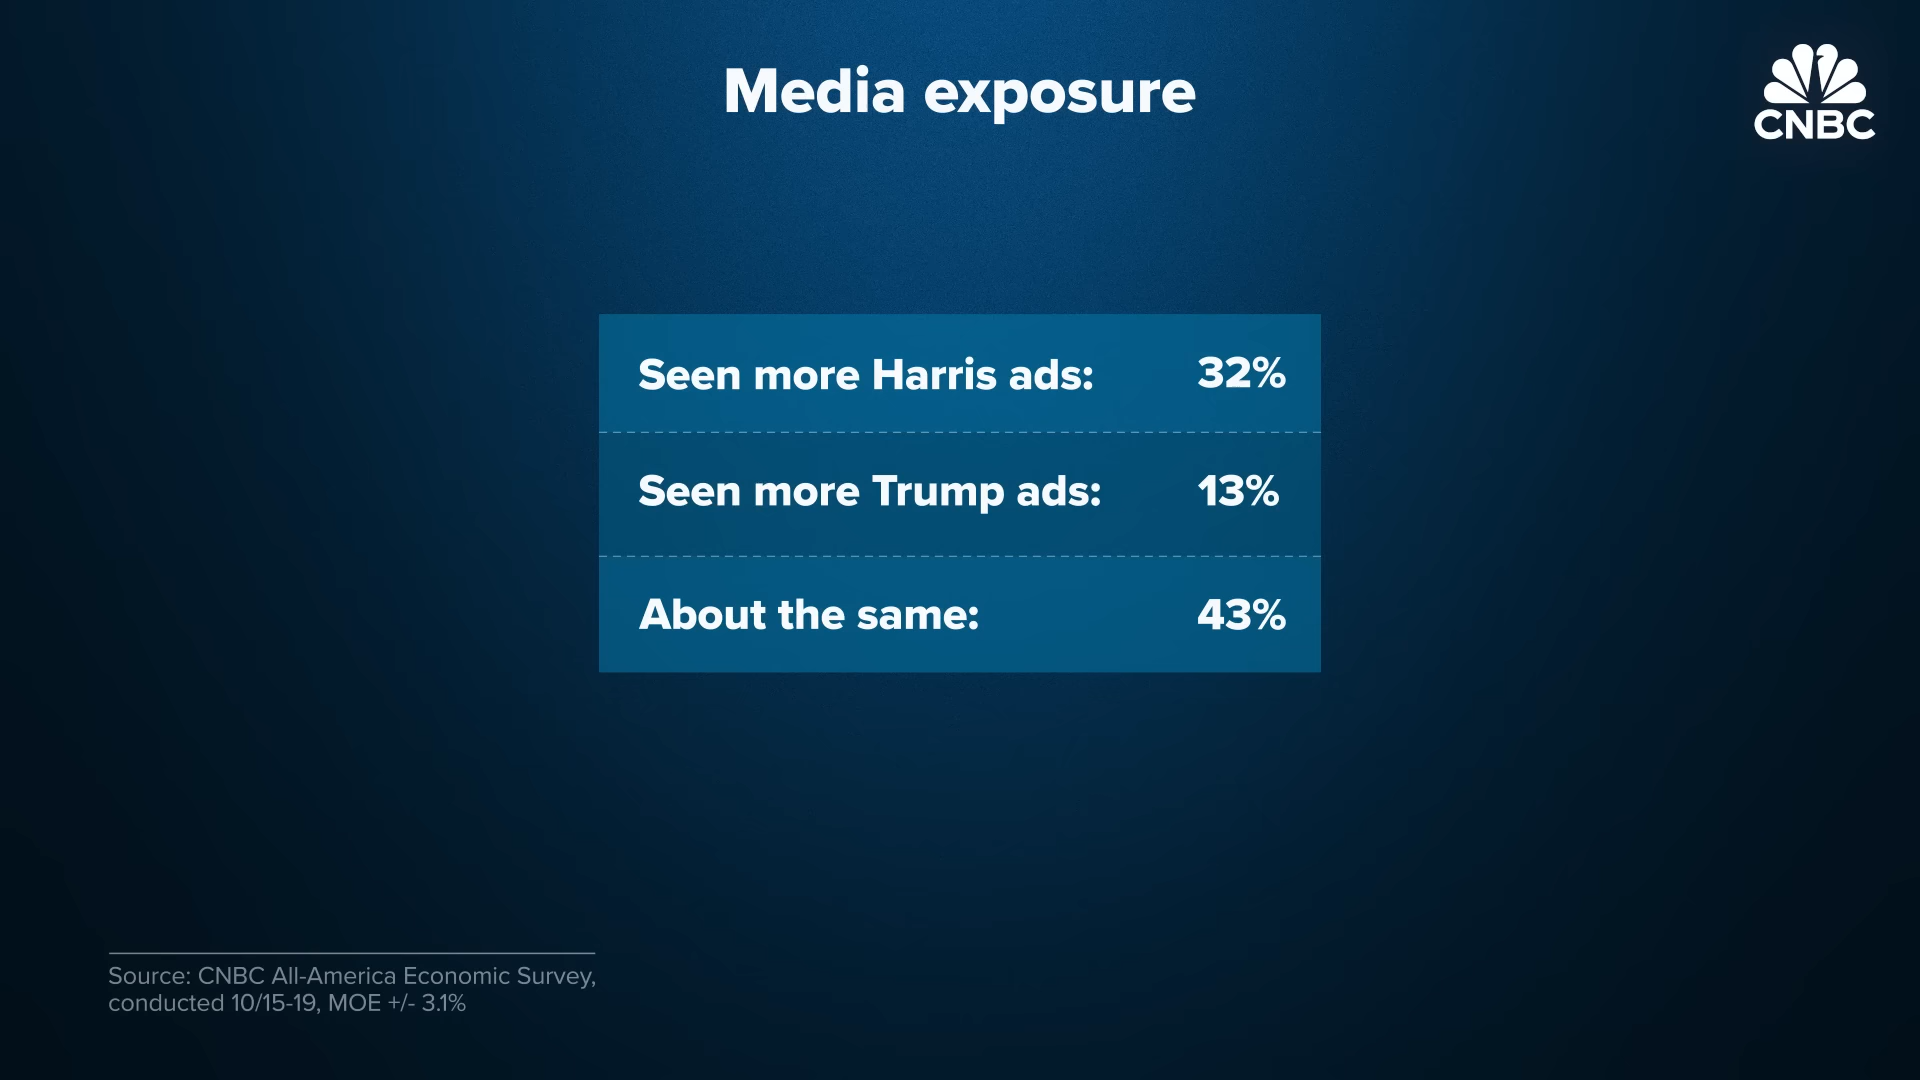 Media exposure
CNBC
Seen more Harris ads: 32%
Seen more Trump ads: 13%
About the same: 43%
Source: CNBC All-America Economic Survey,
conducted 10/15-19, MOE +/- 3.1%